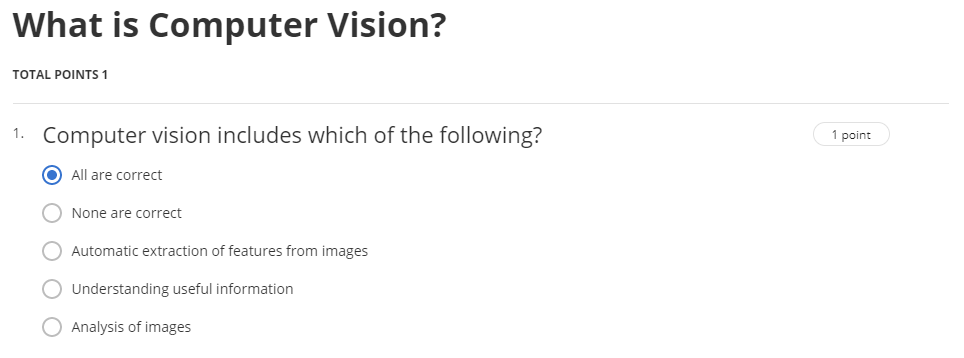 What is Computer Vision?
TOTAL POINTS 1
1. Computer vision includes which of the following?
1 point
All are correct
None are correct
Automatic extraction of features from images
Understanding useful information
Analysis of images